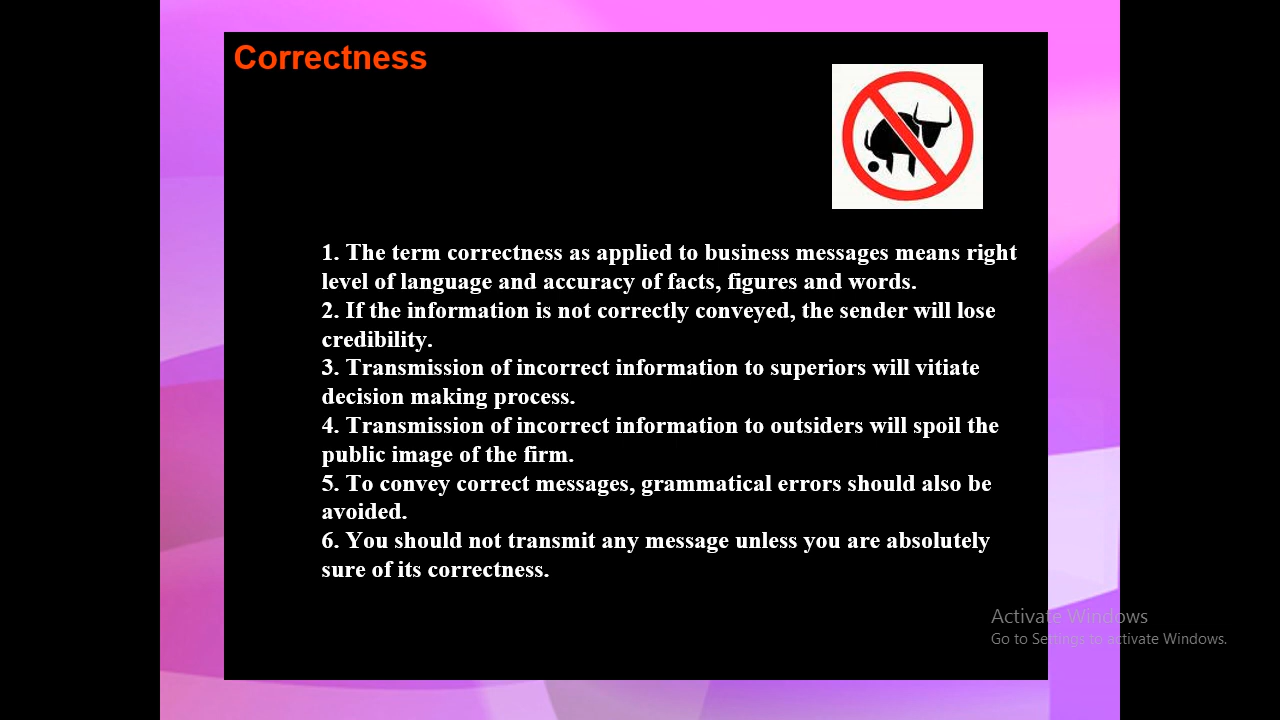 Correctness
1. The term correctness as applied to business messages means right
level of language and accuracy of facts, figures and words.
2. If the information is not correctly conveyed, the sender will lose
credibility.
3. Transmission of incorrect information to superiors will vitiate
decision making process.
4. Transmission of incorrect information to outsiders will spoil the
public image of the firm.
5. To convey correct messages, grammatical errors should also be
avoided.
6. You should not transmit any message unless you are absolutely
sure of its correctness.
Activate Windows
Go to Settings to activate Windows.